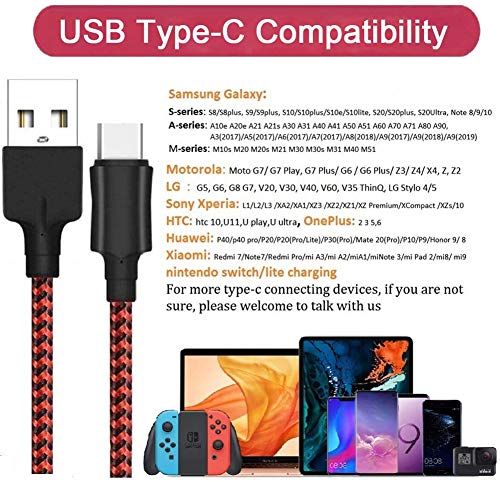 USB Type-C Compatibility
Samsung Galaxy:
S-series: S8/S8plus, S9/S9plus, S10/S10plus/S10e/S10lite, S20/S20plus, S20Ultra, Note 8/9/10
A-series: A10e A20e A21 A21s A30 A31 A40 A41 A50 A51 A60 A70 A71 A80 A90,
A3(2017)/A5(2017)/A6(2017)/A7(2017)/A8(2018)/A9(2017)/A9(2018)/A9(2019)
M-series: M10s M20 M20s M21 M30 M30s M31 M40 M51
Motorola: Moto G7/ G7 Play, G7 Plus/ G6 / G6 Plus/ Z3/ Z4/ X4, Z, Z2
LG : G5, G6, G8 G7, V20, V30, V40, V60, V35 ThinQ, LG Stylo 4/5
Sony Xperia: L1/L2/L3 /XA2/XA1/XZ3 /XZ2/XZ1/XZ Premium/XCompact /XZs/10
HTC: htc 10,U11,U play,U ultra, OnePlus: 2 3 5,6
Huawei: P40/p40 pro/P20/P20(Pro/Lite)/P30(Pro)/Mate 20(Pro)/P10/P9/Honor 9/ 8
Xiaomi: Redmi 7/Note7/Redmi Pro/mi A3/mi A2/miA1/miNote 3/mi Pad 2/mi8/ mi9
nintendo switch/lite charging
For more type-c connecting devices, if you are not
sure, please welcome to talk with us